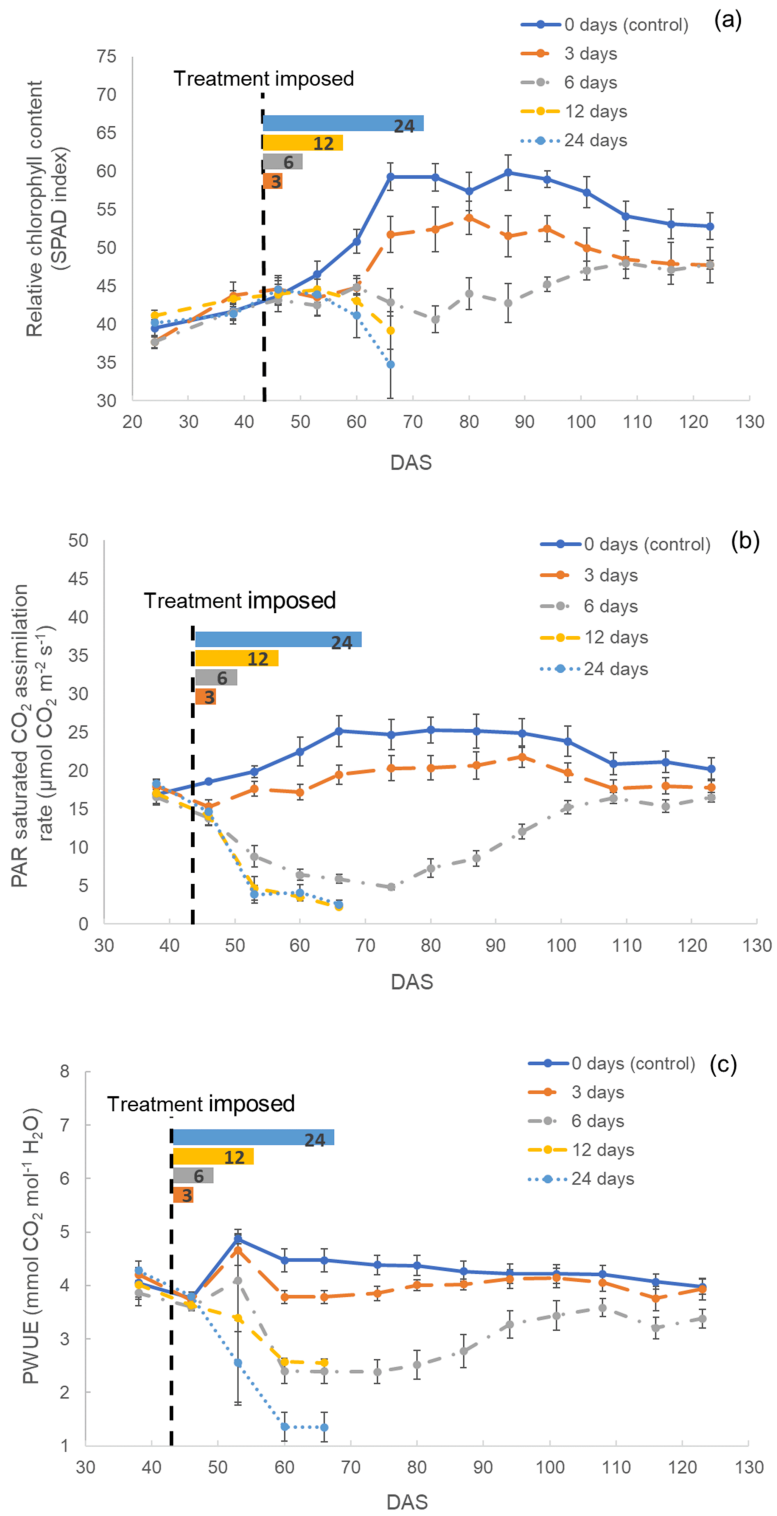 (a)
0 days (control)
3 days
6 days
12 days
24 days
Treatment imposed
24
12
6
3
Relative chlorophyll content
(SPAD index)
75
70
65
60
55
50
45
40
35
30
20 30 40 50 60 70 80 90 100 110 120 130
DAS
(b)
0 days (control)
3 days
6 days
12 days
24 days
Treatment imposed
24
12
6
3
PAR saturated CO₂ assimilation
rate (µmol CO₂ m⁻² s⁻¹)
50
45
40
35
30
25
20
15
10
5
0
30 40 50 60 70 80 90 100 110 120 130
DAS
(c)
0 days (control)
3 days
6 days
12 days
24 days
Treatment imposed
24
12
6
3
PWUE (mmol CO₂ mol⁻¹ H₂O)
8
7
6
5
4
3
2
1
30 40 50 60 70 80 90 100 110 120 130
DAS